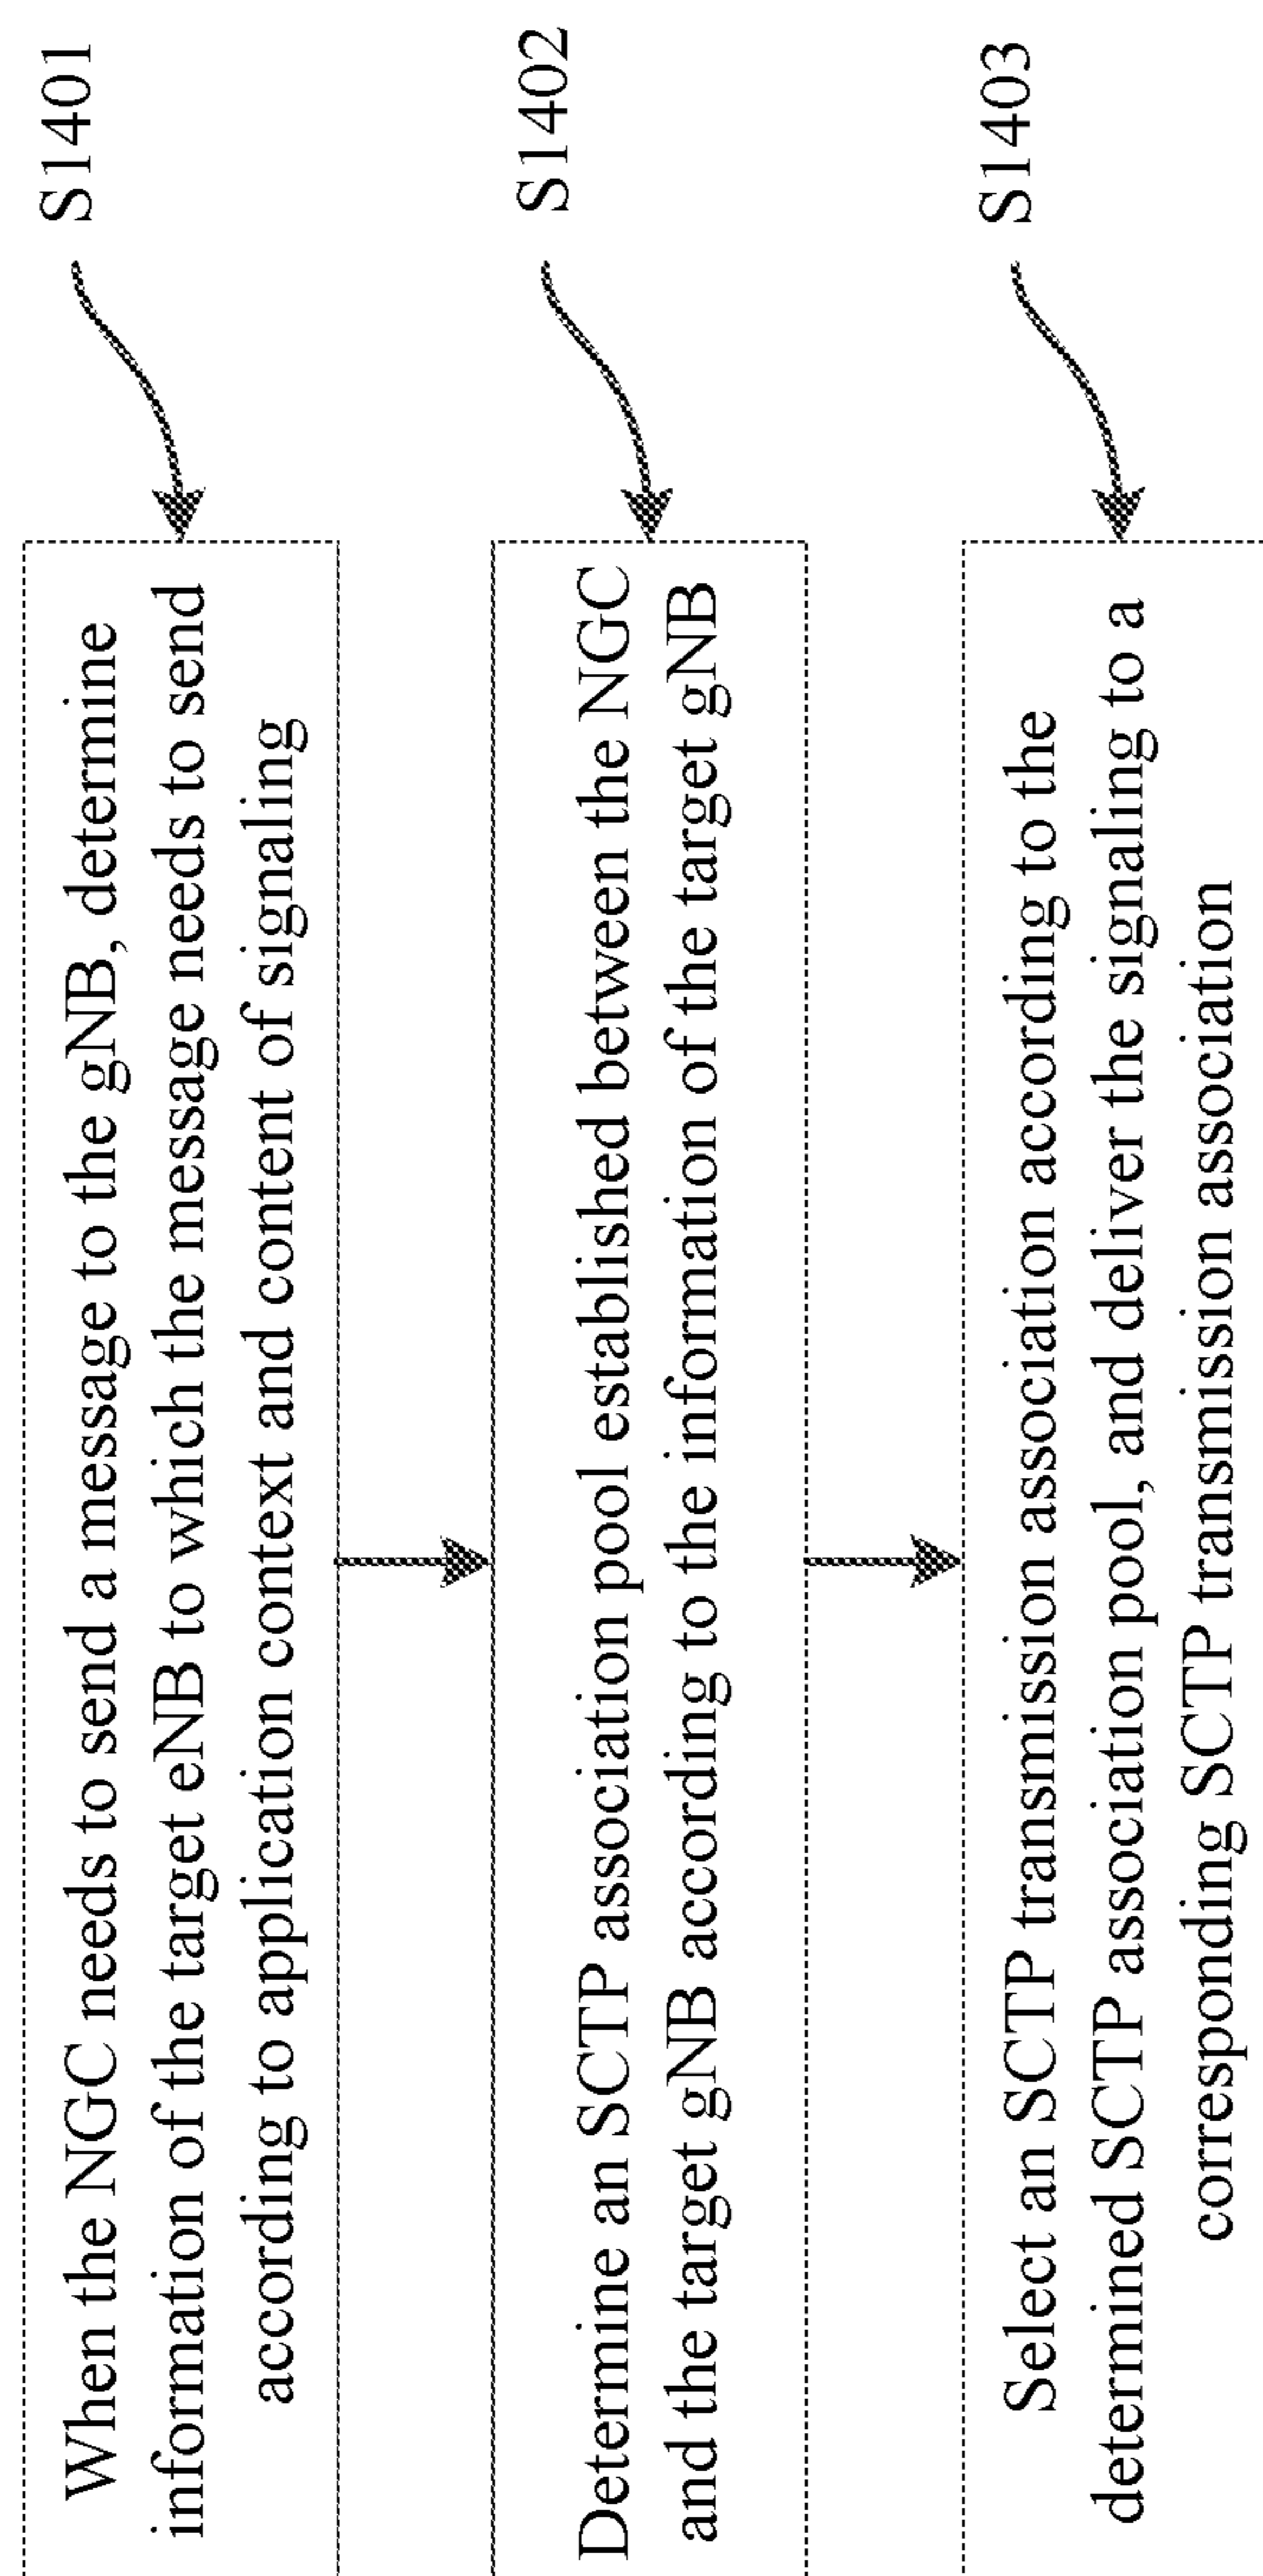 When the NGC needs to send a message to the gNB, determine
information of the target eNB to which the message needs to send
according to application context and content of signaling
S1401
Determine an SCTP association pool established between the NGC
and the target gNB according to the information of the target gNB
S1402
Select an SCTP transmission association according to the
determined SCTP association pool, and deliver the signaling to a
corresponding SCTP transmission association
S1403